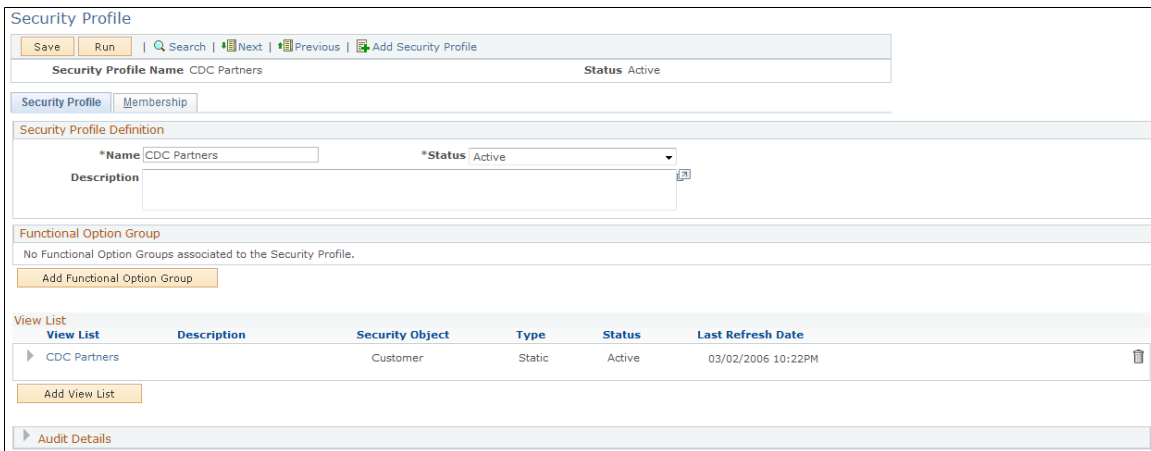 Security Profile
Save Run | Search | Next | Previous | Add Security Profile
Security Profile Name CDC Partners Status Active
Security Profile Membership
Security Profile Definition
*Name CDC Partners *Status Active
Description
Functional Option Group
No Functional Option Groups associated to the Security Profile.
Add Functional Option Group
View List
View List Description Security Object Type Status Last Refresh Date
CDC Partners Customer Static Active 03/02/2006 10:22PM
Add View List
Audit Details